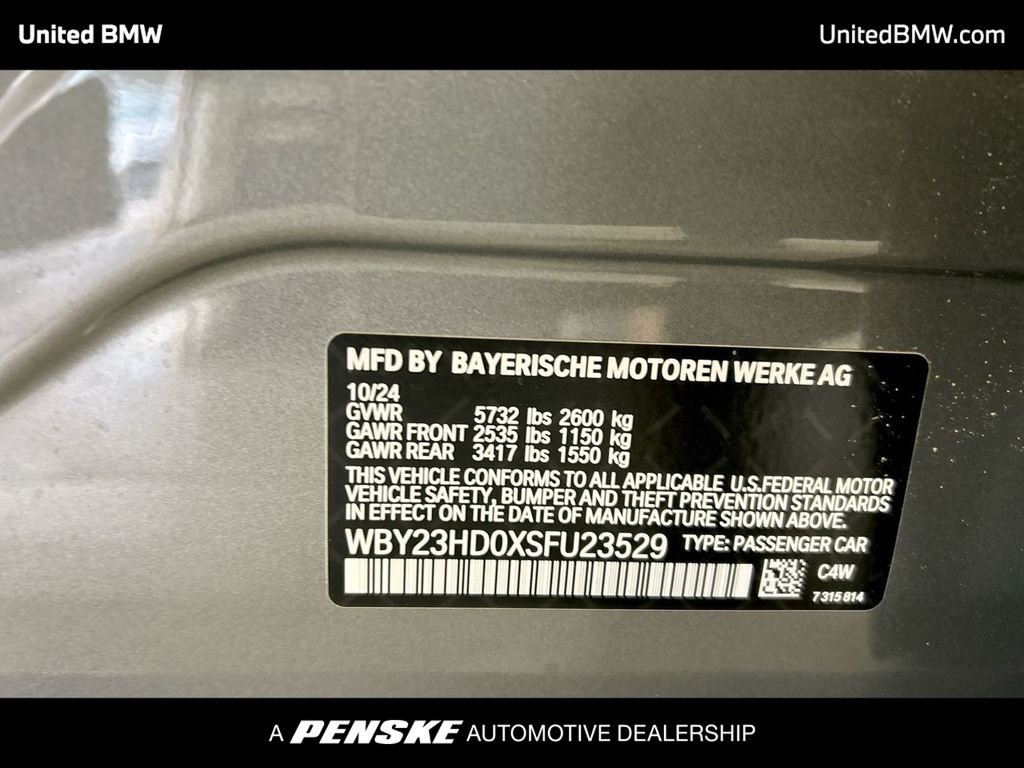 United BMW
UnitedBMW.com
MFD BY BAYERISCHE MOTOREN WERKE AG
10/24
GVWR 5732 lbs 2600 kg
GAWR FRONT 2535 lbs 1150 kg
GAWR REAR 3417 lbs 1550 kg
THIS VEHICLE CONFORMS TO ALL APPLICABLE U.S.FEDERAL MOTOR
VEHICLE SAFETY, BUMPER AND THEFT PREVENTION STANDARDS
IN EFFECT ON THE DATE OF MANUFACTURE SHOWN ABOVE.
WBY23HD0XSFU23529 TYPE: PASSENGER CAR
C4W
7 315 814
A PENSKE AUTOMOTIVE DEALERSHIP